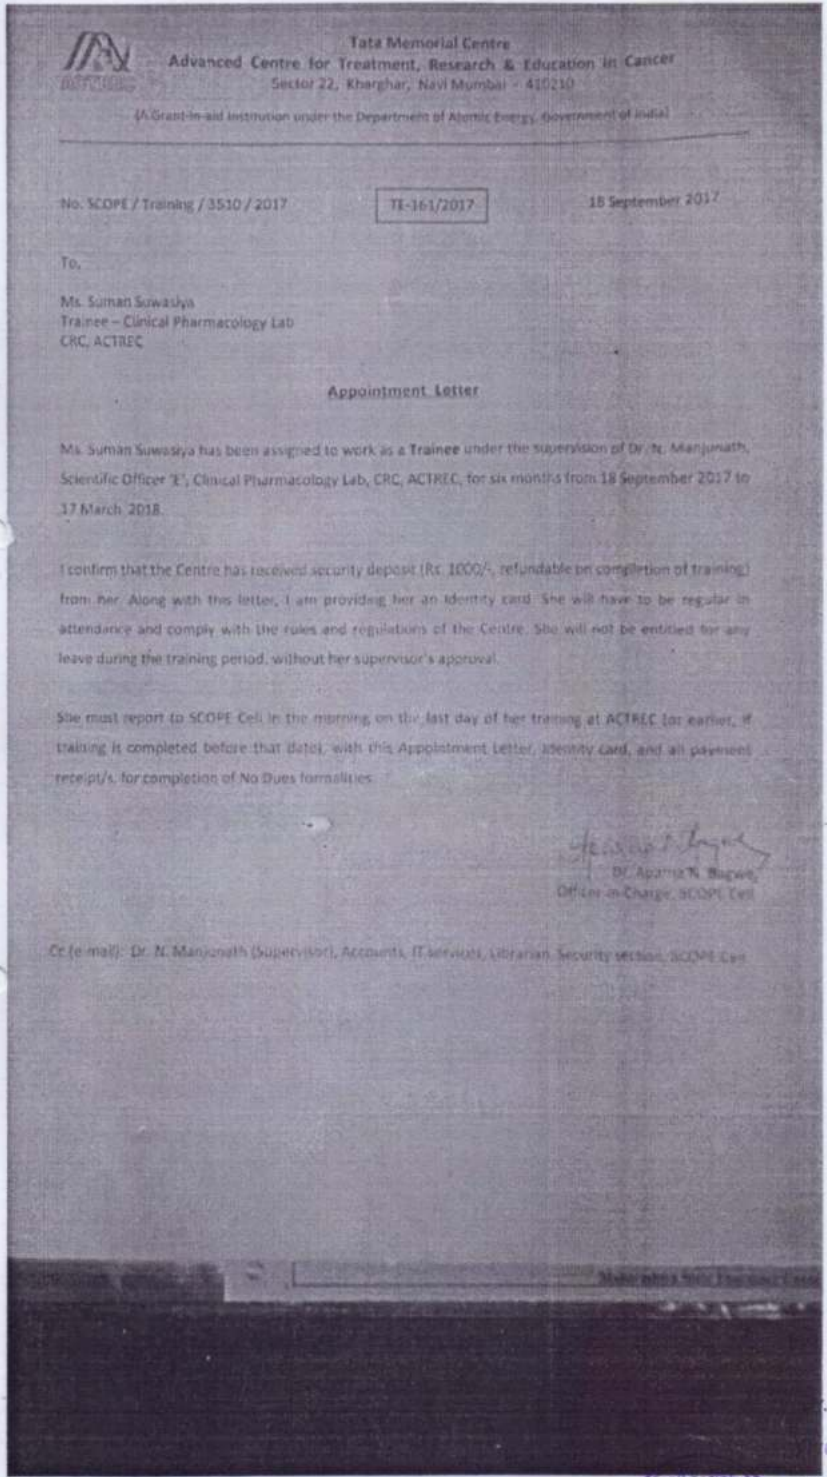 Tata Memorial Centre
Advanced Centre for Treatment, Research & Education in Cancer
Sector 22, Kharghar, Navi Mumbai - 410210
(A Grant-in-aid institution under the Department of Atomic Energy, Government of India)
No. SCOPE / Training / 3510 / 2017
TE-161/2017
18 September 2017
To,
Ms. Suman Suwasiya
Trainee – Clinical Pharmacology Lab
CRC, ACTREC
Appointment Letter
Ms. Suman Suwasiya has been assigned to work as a Trainee under the supervision of Dr. N. Manjunath,
Scientific Officer 'E', Clinical Pharmacology Lab, CRC, ACTREC, for six months from 18 September 2017 to
17 March 2018.
I confirm that the Centre has received security deposit (Rs. 1000/-, refundable on completion of training)
from her. Along with this letter, I am providing her an Identity card. She will have to be regular in
attendance and comply with the rules and regulations of the Centre. She will not be entitled for any
leave during the training period, without her supervisor's approval.
She must report to SCOPE Cell in the morning on the last day of her training at ACTREC (or earlier, if
training is completed before that date), with this Appointment Letter, Identity card, and all payment
receipt/s, for completion of No Dues formalities.
Dr. Aparna N. Bagwe,
Officer-in-Charge, SCOPE Cell
Cc (e-mail): Dr. N. Manjunath (Supervisor), Accounts, IT services, Librarian, Security section, SCOPE Cell